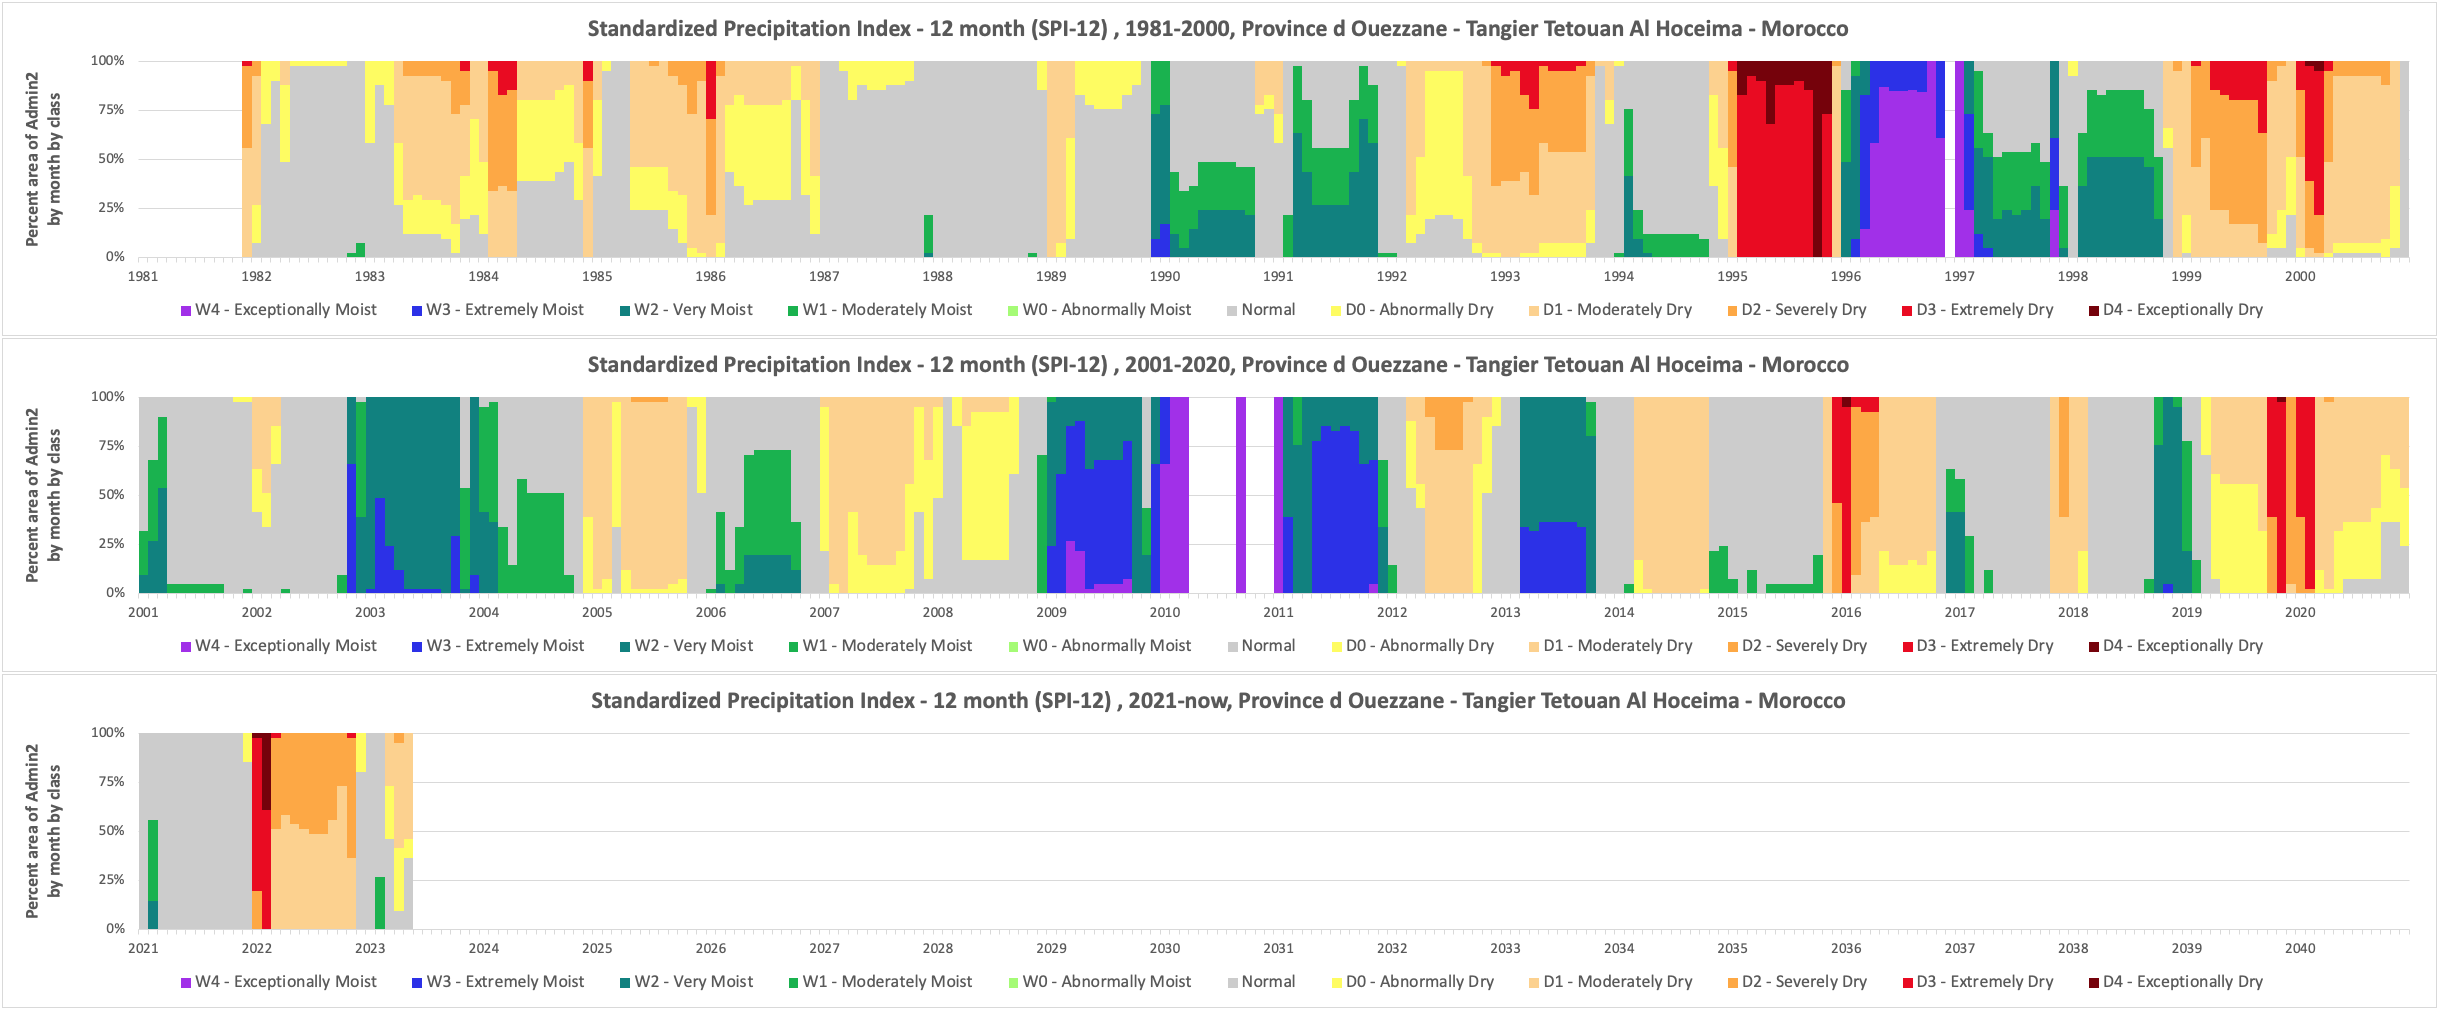 Standardized Precipitation Index - 12 month (SPI-12) , 1981-2000, Province d Ouezzane - Tangier Tetouan Al Hoceima - Morocco
Percent area of Admin2
by month by class
100%
75%
50%
25%
0%
1981 1982 1983 1984 1985 1986 1987 1988 1989 1990 1991 1992 1993 1994 1995 1996 1997 1998 1999 2000
W4 - Exceptionally Moist W3 - Extremely Moist W2 - Very Moist W1 - Moderately Moist W0 - Abnormally Moist Normal D0 - Abnormally Dry D1 - Moderately Dry D2 - Severely Dry D3 - Extremely Dry D4 - Exceptionally Dry
Standardized Precipitation Index - 12 month (SPI-12) , 2001-2020, Province d Ouezzane - Tangier Tetouan Al Hoceima - Morocco
Percent area of Admin2
by month by class
100%
75%
50%
25%
0%
2001 2002 2003 2004 2005 2006 2007 2008 2009 2010 2011 2012 2013 2014 2015 2016 2017 2018 2019 2020
W4 - Exceptionally Moist W3 - Extremely Moist W2 - Very Moist W1 - Moderately Moist W0 - Abnormally Moist Normal D0 - Abnormally Dry D1 - Moderately Dry D2 - Severely Dry D3 - Extremely Dry D4 - Exceptionally Dry
Standardized Precipitation Index - 12 month (SPI-12) , 2021-now, Province d Ouezzane - Tangier Tetouan Al Hoceima - Morocco
Percent area of Admin2
by month by class
100%
75%
50%
25%
0%
2021 2022 2023 2024 2025 2026 2027 2028 2029 2030 2031 2032 2033 2034 2035 2036 2037 2038 2039 2040
W4 - Exceptionally Moist W3 - Extremely Moist W2 - Very Moist W1 - Moderately Moist W0 - Abnormally Moist Normal D0 - Abnormally Dry D1 - Moderately Dry D2 - Severely Dry D3 - Extremely Dry D4 - Exceptionally Dry